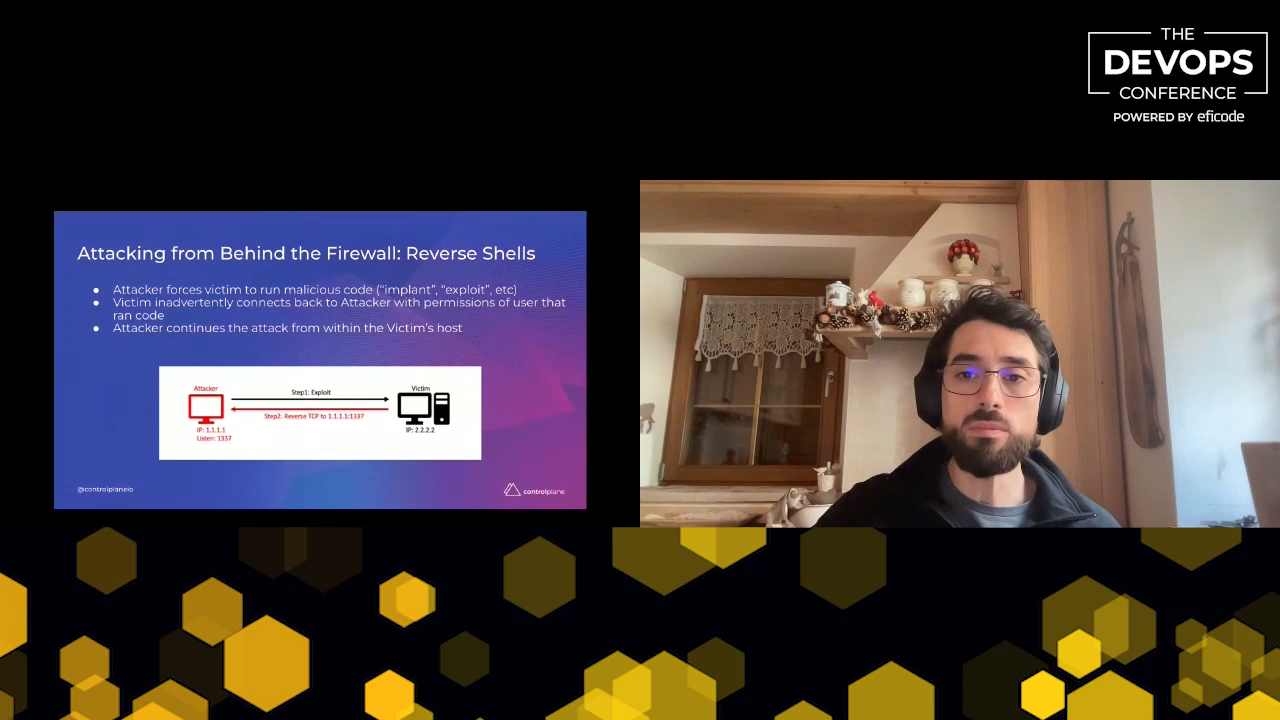 THE
DEVOPS
CONFERENCE
POWERED BY eficode
Attacking from Behind the Firewall: Reverse Shells
● Attacker forces victim to run malicious code (“implant”, “exploit”, etc)
● Victim inadvertently connects back to Attacker with permissions of user that
ran code
● Attacker continues the attack from within the Victim’s host
Attacker
Step1: Exploit
Victim
Step2: Reverse TCP to 1.1.1.1:1337
IP: 1.1.1.1
Listen: 1337
IP: 2.2.2.2
@controlplaneio
controlplane